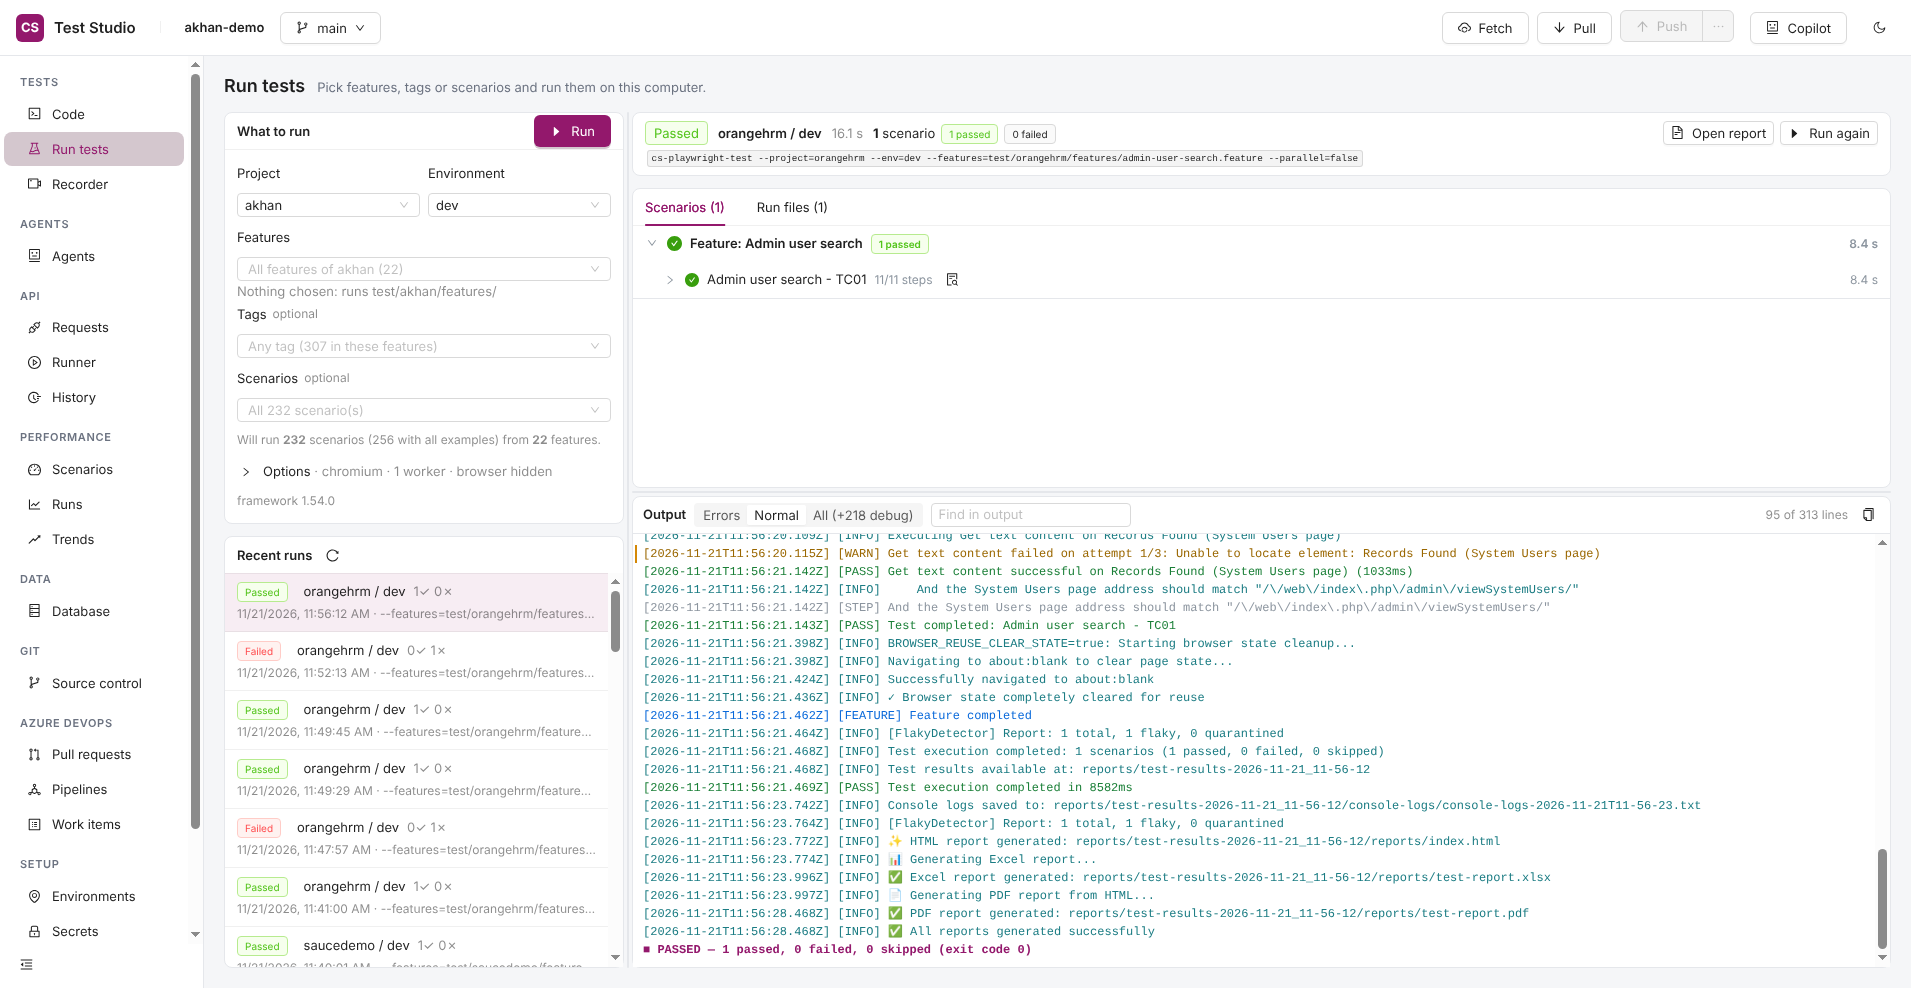 CS Test Studio akhan-demo main Fetch Pull Push ... Copilot
TESTS
Code
Run tests
Recorder
AGENTS
Agents
API
Requests
Runner
History
PERFORMANCE
Scenarios
Runs
Trends
DATA
Database
GIT
Source control
AZURE DEVOPS
Pull requests
Pipelines
Work items
SETUP
Environments
Secrets
Run tests Pick features, tags or scenarios and run them on this computer.
What to run Run
Project Environment
akhan dev
Features
All features of akhan (22)
Nothing chosen: runs test/akhan/features/
Tags optional
Any tag (307 in these features)
Scenarios optional
All 232 scenario(s)
Will run 232 scenarios (256 with all examples) from 22 features.
Options · chromium · 1 worker · browser hidden
framework 1.54.0
Recent runs
Passed orangehrm / dev 1✓ 0×
11/21/2026, 11:56:12 AM · --features=test/orangehrm/features...
Failed orangehrm / dev 0✓ 1×
11/21/2026, 11:52:13 AM · --features=test/orangehrm/features...
Passed orangehrm / dev 1✓ 0×
11/21/2026, 11:49:45 AM · --features=test/orangehrm/feature...
Passed orangehrm / dev 1✓ 0×
11/21/2026, 11:49:29 AM · --features=test/orangehrm/feature...
Failed orangehrm / dev 0✓ 1×
11/21/2026, 11:47:57 AM · --features=test/orangehrm/features...
Passed orangehrm / dev 1✓ 0×
11/21/2026, 11:41:00 AM · --features=test/orangehrm/features...
Passed saucedemo / dev 1✓ 0×
Passed orangehrm / dev 16.1 s 1 scenario 1 passed 0 failed Open report Run again
cs-playwright-test --project=orangehrm --env=dev --features=test/orangehrm/features/admin-user-search.feature --parallel=false
Scenarios (1) Run files (1)
Feature: Admin user search 1 passed 8.4 s
Admin user search - TC01 11/11 steps 8.4 s
Output Errors Normal All (+218 debug) Find in output 95 of 313 lines
[2026-11-21T11:56:20.109Z] [INFO] Executing Get text content on Records Found (System Users page)
[2026-11-21T11:56:20.115Z] [WARN] Get text content failed on attempt 1/3: Unable to locate element: Records Found (System Users page)
[2026-11-21T11:56:21.142Z] [PASS] Get text content successful on Records Found (System Users page) (1033ms)
[2026-11-21T11:56:21.142Z] [INFO] And the System Users page address should match "/\/web\/index\.php\/admin\/viewSystemUsers/"
[2026-11-21T11:56:21.142Z] [STEP] And the System Users page address should match "/\/web\/index\.php\/admin\/viewSystemUsers/"
[2026-11-21T11:56:21.143Z] [PASS] Test completed: Admin user search - TC01
[2026-11-21T11:56:21.398Z] [INFO] BROWSER_REUSE_CLEAR_STATE=true: Starting browser state cleanup...
[2026-11-21T11:56:21.398Z] [INFO] Navigating to about:blank to clear page state...
[2026-11-21T11:56:21.424Z] [INFO] Successfully navigated to about:blank
[2026-11-21T11:56:21.436Z] [INFO] ✓ Browser state completely cleared for reuse
[2026-11-21T11:56:21.462Z] [FEATURE] Feature completed
[2026-11-21T11:56:21.464Z] [INFO] [FlakyDetector] Report: 1 total, 1 flaky, 0 quarantined
[2026-11-21T11:56:21.468Z] [INFO] Test execution completed: 1 scenarios (1 passed, 0 failed, 0 skipped)
[2026-11-21T11:56:21.468Z] [INFO] Test results available at: reports/test-results-2026-11-21_11-56-12
[2026-11-21T11:56:21.469Z] [PASS] Test execution completed in 8582ms
[2026-11-21T11:56:23.742Z] [INFO] Console logs saved to: reports/test-results-2026-11-21_11-56-12/console-logs/console-logs-2026-11-21T11-56-23.txt
[2026-11-21T11:56:23.764Z] [INFO] [FlakyDetector] Report: 1 total, 1 flaky, 0 quarantined
[2026-11-21T11:56:23.772Z] [INFO] ✨ HTML report generated: reports/test-results-2026-11-21_11-56-12/reports/index.html
[2026-11-21T11:56:23.774Z] [INFO] 📊 Generating Excel report...
[2026-11-21T11:56:23.996Z] [INFO] ✅ Excel report generated: reports/test-results-2026-11-21_11-56-12/reports/test-report.xlsx
[2026-11-21T11:56:23.997Z] [INFO] 📄 Generating PDF report from HTML...
[2026-11-21T11:56:28.468Z] [INFO] ✅ PDF report generated: reports/test-results-2026-11-21_11-56-12/reports/test-report.pdf
[2026-11-21T11:56:28.468Z] [INFO] ✅ All reports generated successfully
■ PASSED — 1 passed, 0 failed, 0 skipped (exit code 0)